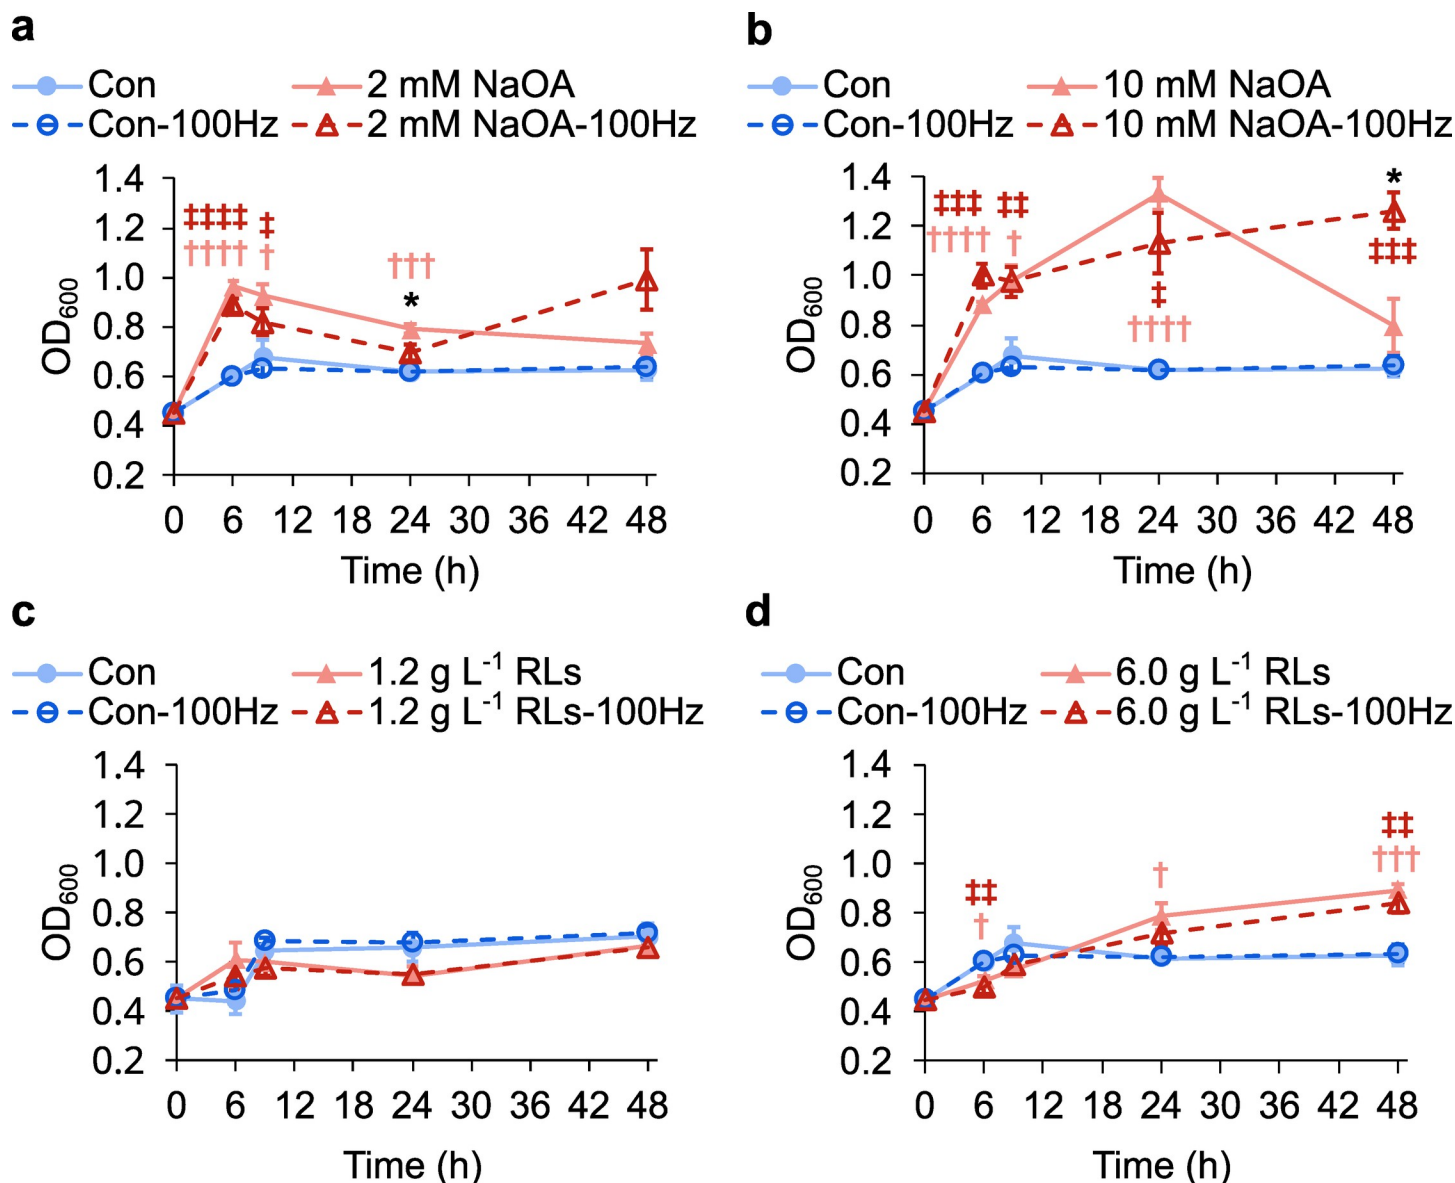 a
Con 2 mM NaOA
Con-100Hz 2 mM NaOA-100Hz
1.4
1.2
1.0
0.8
0.6
0.4
0.2
OD600
‡‡‡‡ ‡
†††† †
†††
*
0 6 12 18 24 30 36 42 48
Time (h)
b
Con 10 mM NaOA
Con-100Hz 10 mM NaOA-100Hz
1.4
1.2
1.0
0.8
0.6
0.4
0.2
OD600
*
‡‡‡ ‡‡
†††† †
‡‡‡
‡
††††
0 6 12 18 24 30 36 42 48
Time (h)
c
Con 1.2 g L-1 RLs
Con-100Hz 1.2 g L-1 RLs-100Hz
1.4
1.2
1.0
0.8
0.6
0.4
0.2
OD600
0 6 12 18 24 30 36 42 48
Time (h)
d
Con 6.0 g L-1 RLs
Con-100Hz 6.0 g L-1 RLs-100Hz
1.4
1.2
1.0
0.8
0.6
0.4
0.2
OD600
‡‡
†††
†
‡‡
†
0 6 12 18 24 30 36 42 48
Time (h)